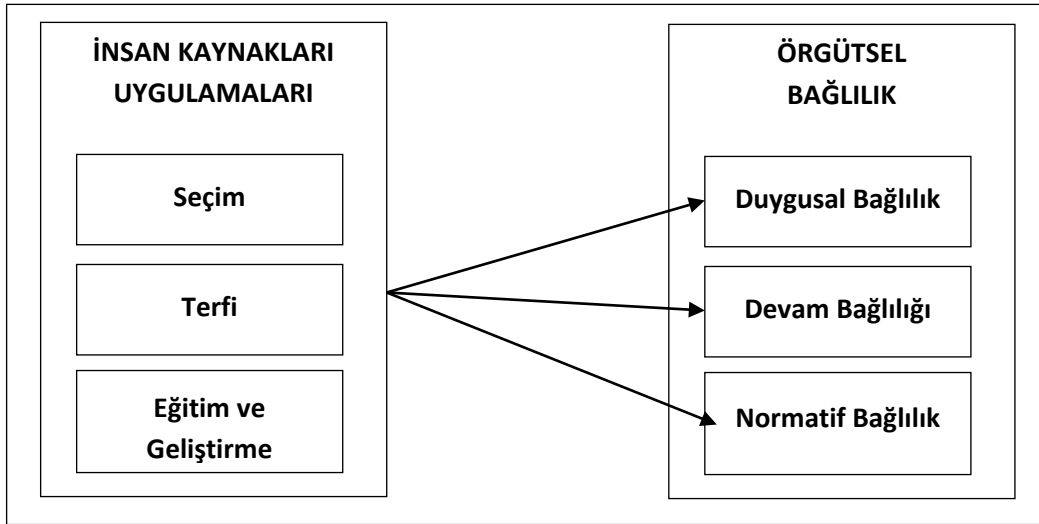 İNSAN KAYNAKLARI
UYGULAMALARI
Seçim
Terfi
Eğitim ve
Geliştirme
ÖRGÜTSEL
BAĞLILIK
Duygusal Bağlılık
Devam Bağlılığı
Normatif Bağlılık